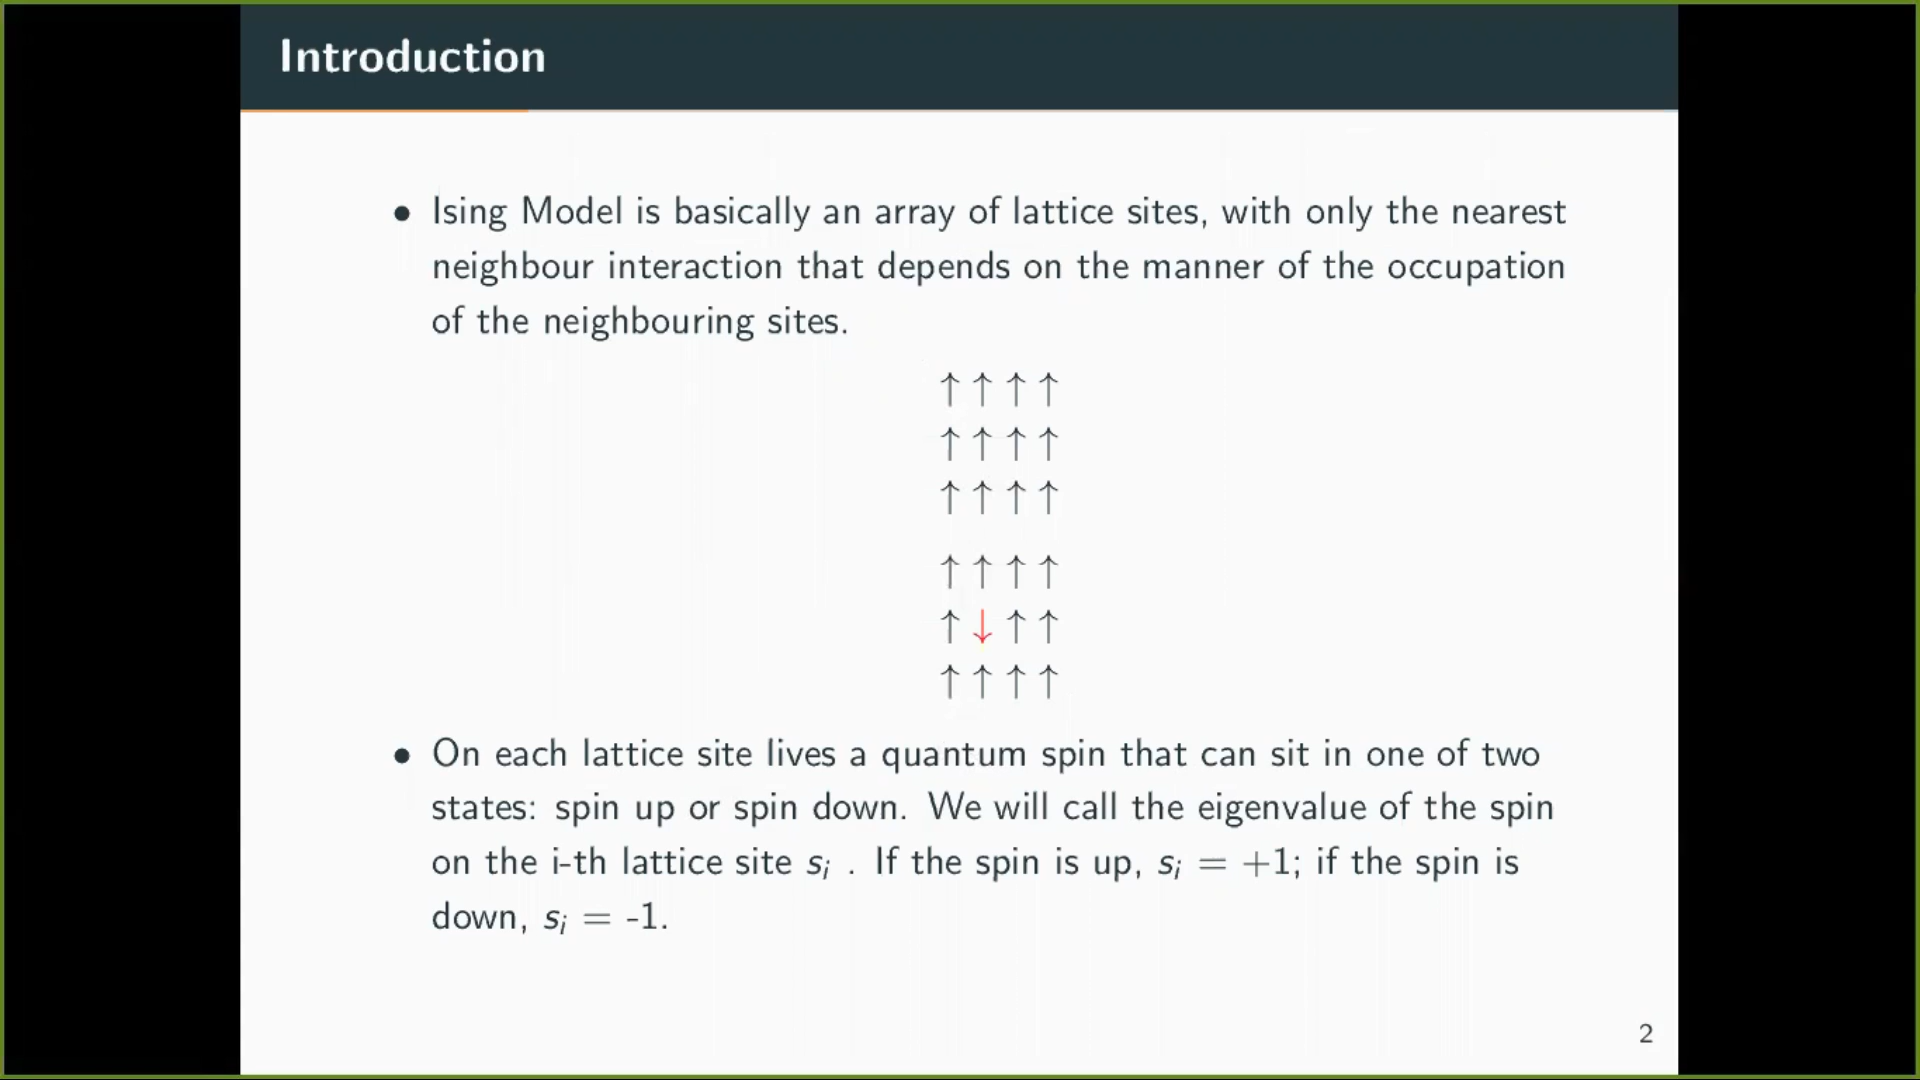 Introduction
• Ising Model is basically an array of lattice sites, with only the nearest
neighbour interaction that depends on the manner of the occupation
of the neighbouring sites.
↑ ↑ ↑ ↑
↑ ↑ ↑ ↑
↑ ↑ ↑ ↑
↑ ↑ ↑ ↑
↑ ↓ ↑ ↑
↑ ↑ ↑ ↑
• On each lattice site lives a quantum spin that can sit in one of two
states: spin up or spin down. We will call the eigenvalue of the spin
on the i-th lattice site sᵢ . If the spin is up, sᵢ = +1; if the spin is
down, sᵢ = -1.
2